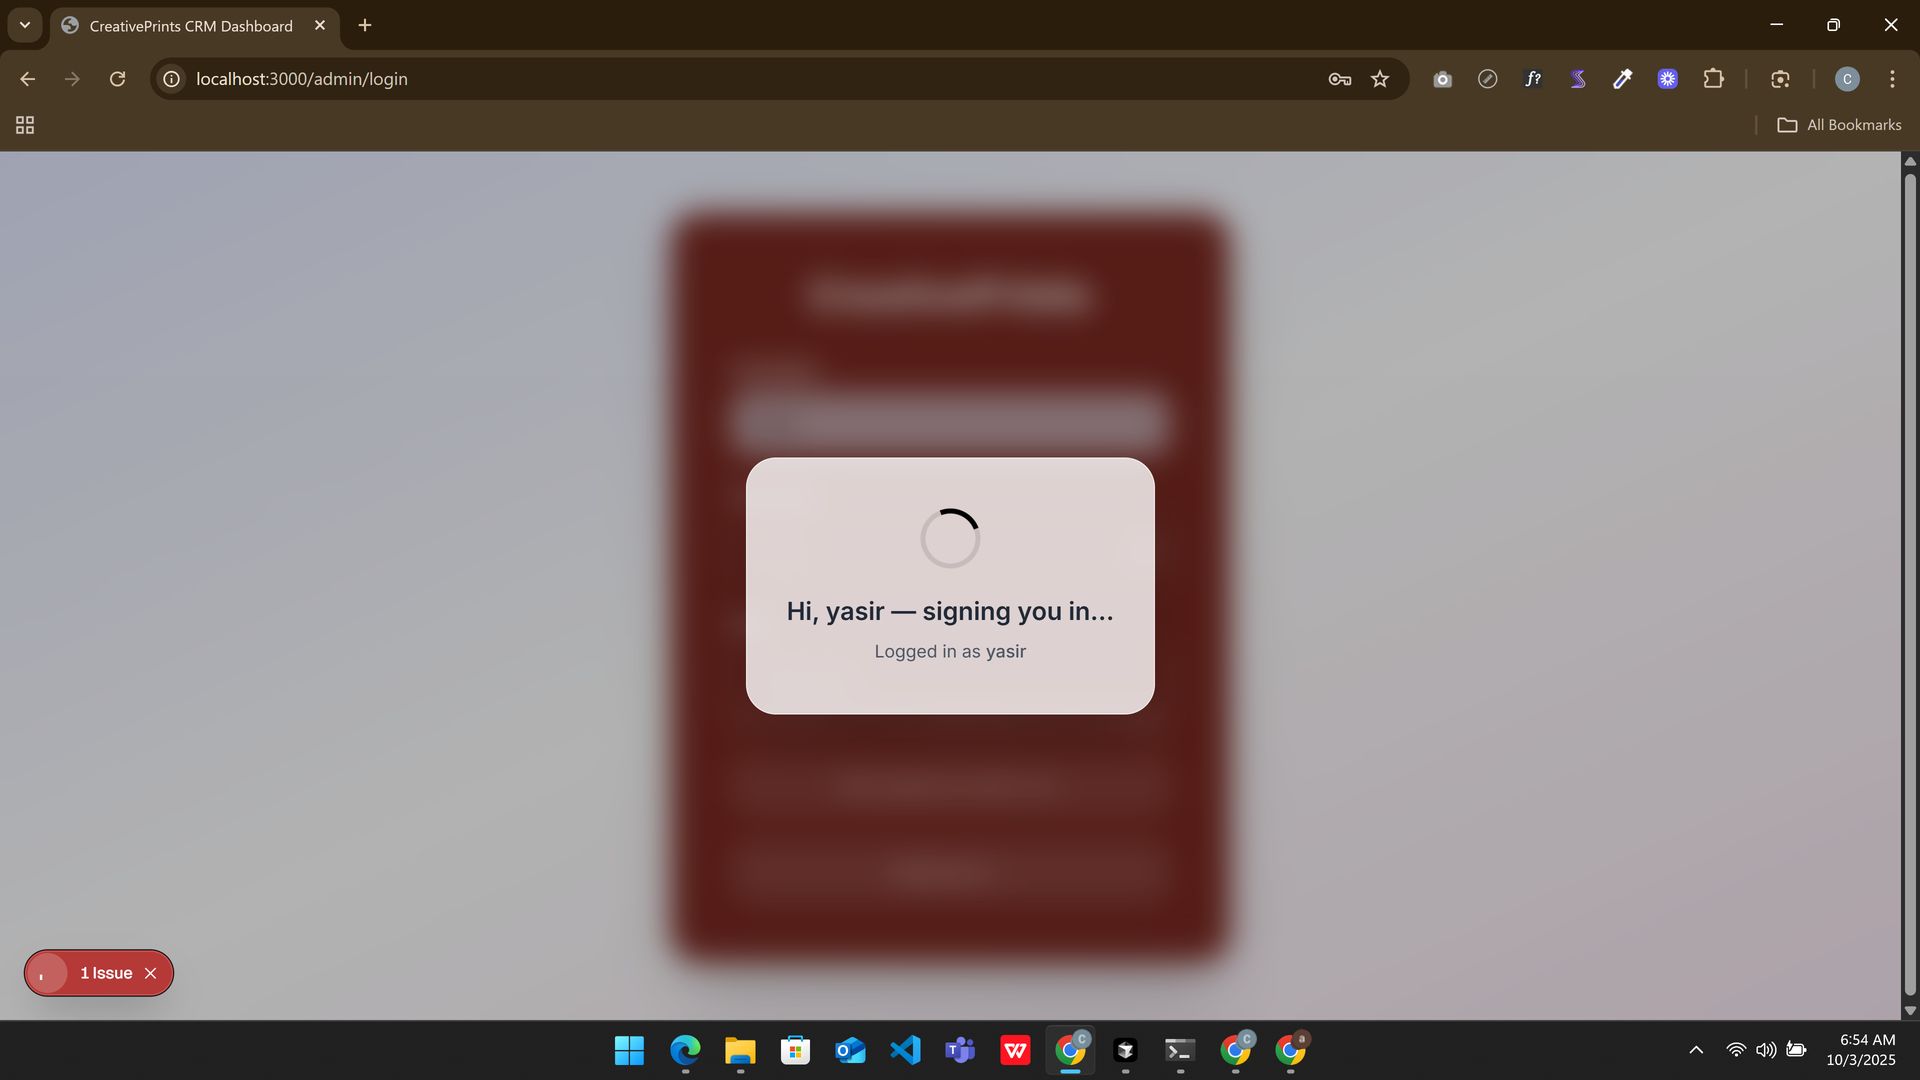 CreativePrints CRM Dashboard
localhost:3000/admin/login
f?
C
All Bookmarks
Hi, yasir — signing you in...
Logged in as yasir
1 Issue
C
C
a
6:54 AM
10/3/2025